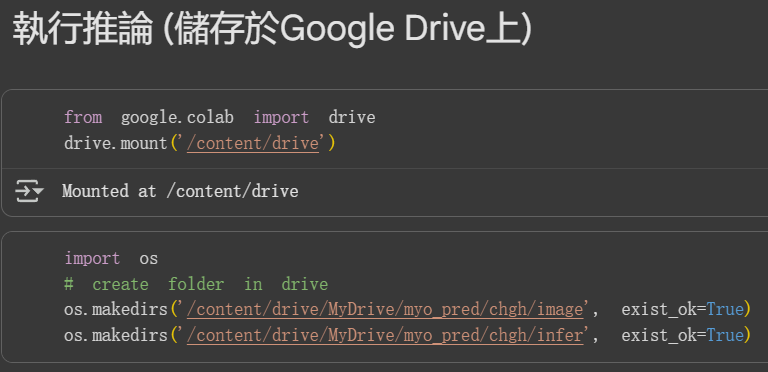 執行推論 (儲存於Google Drive上)
from google.colab import drive
drive.mount('/content/drive')
Mounted at /content/drive
import os
# create folder in drive
os.makedirs('/content/drive/MyDrive/myo_pred/chgh/image', exist_ok=True)
os.makedirs('/content/drive/MyDrive/myo_pred/chgh/infer', exist_ok=True)